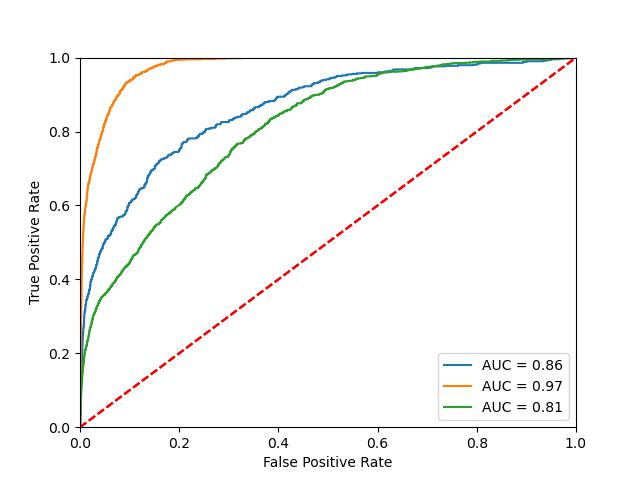 1.0
0.8
0.6
0.4
0.2
0.0
True Positive Rate
0.0 0.2 0.4 0.6 0.8 1.0
False Positive Rate
AUC = 0.86
AUC = 0.97
AUC = 0.81